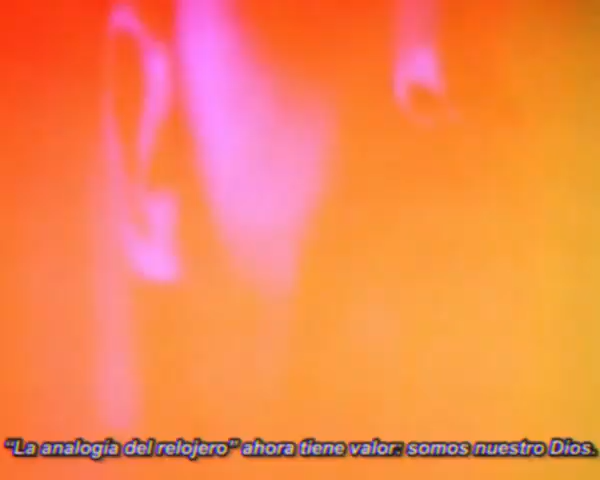 “La analogía del relojero” ahora tiene valor: somos nuestro Dios.